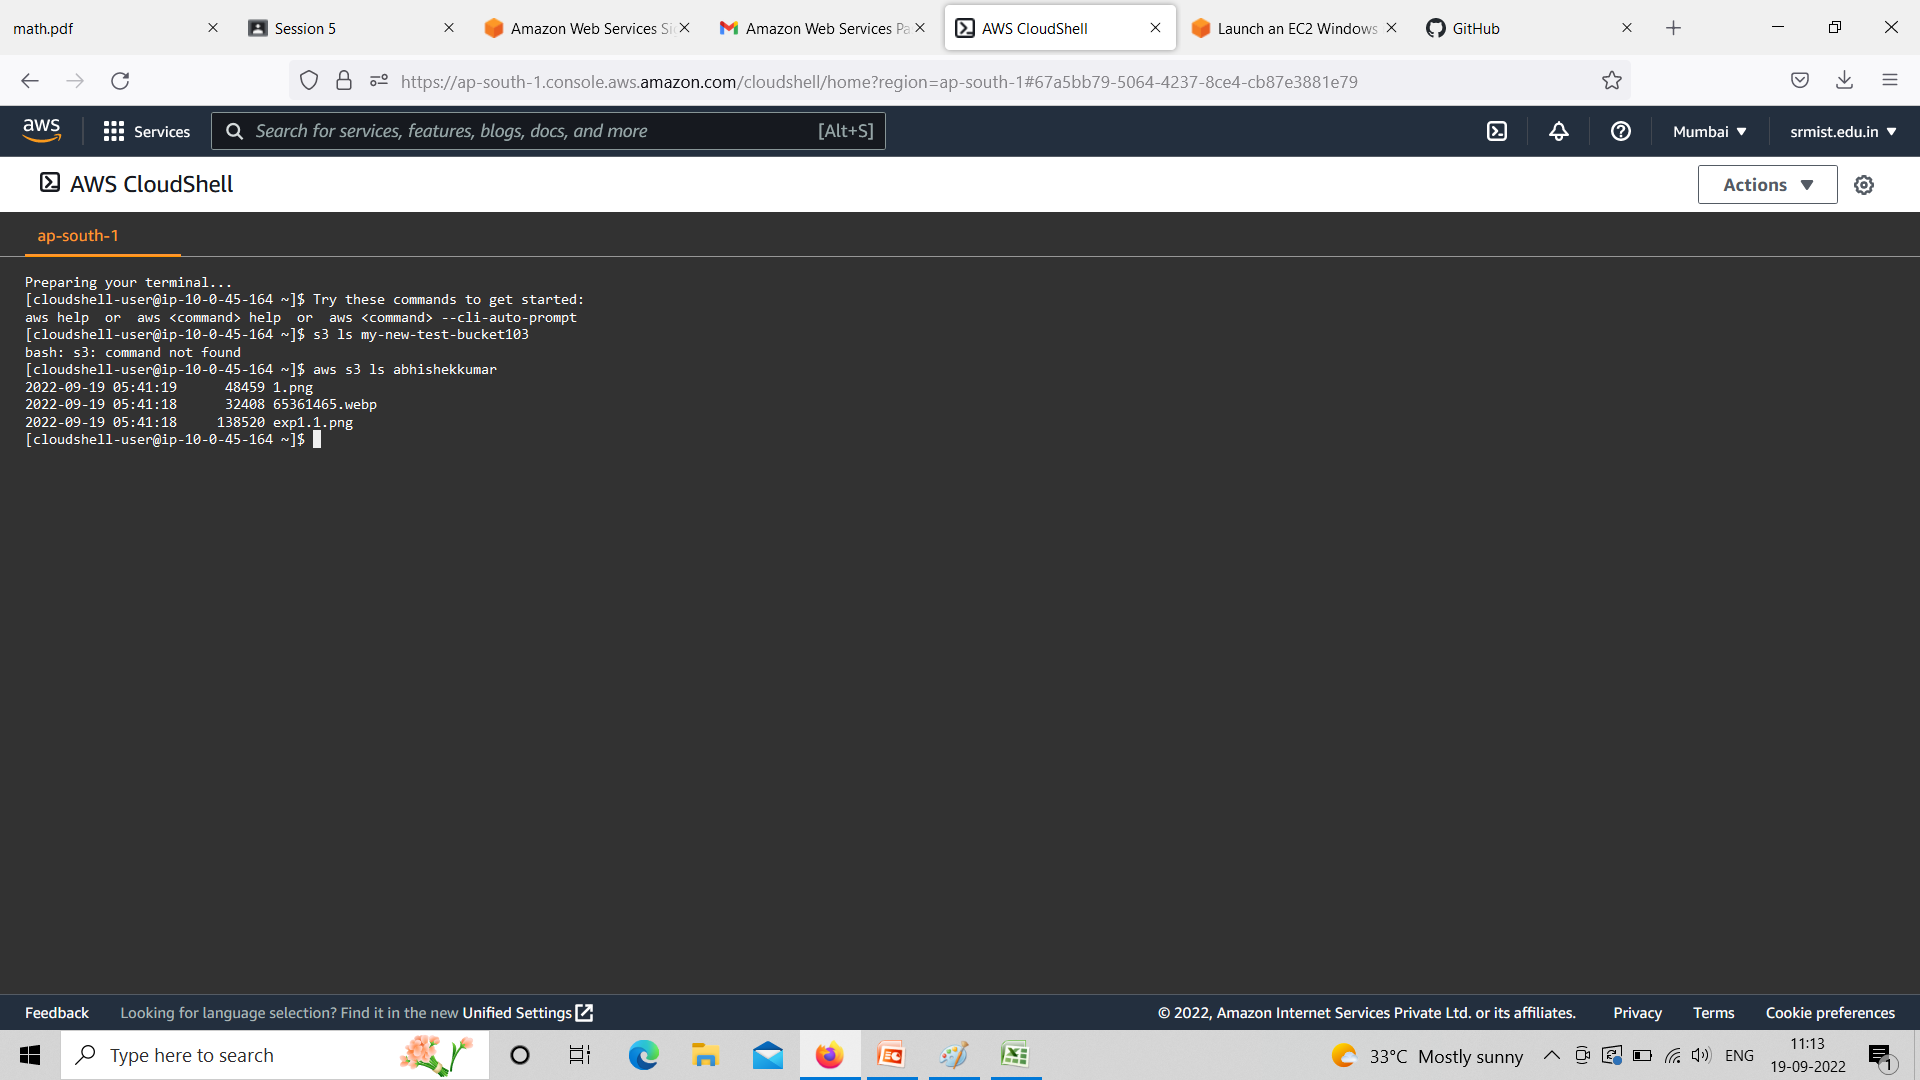 math.pdf
Session 5
Amazon Web Services Si
Amazon Web Services Pa
AWS CloudShell
Launch an EC2 Windows
GitHub
https://ap-south-1.console.aws.amazon.com/cloudshell/home?region=ap-south-1#67a5bb79-5064-4237-8ce4-cb87e3881e79
aws
Services
Search for services, features, blogs, docs, and more
[Alt+S]
Mumbai
srmist.edu.in
AWS CloudShell
Actions
ap-south-1
Preparing your terminal...
[cloudshell-user@ip-10-0-45-164 ~]$ Try these commands to get started:
aws help  or  aws <command> help  or  aws <command> --cli-auto-prompt
[cloudshell-user@ip-10-0-45-164 ~]$ s3 ls my-new-test-bucket103
bash: s3: command not found
[cloudshell-user@ip-10-0-45-164 ~]$ aws s3 ls abhishekkumar
2022-09-19 05:41:19      48459 1.png
2022-09-19 05:41:18      32408 65361465.webp
2022-09-19 05:41:18     138520 exp1.1.png
[cloudshell-user@ip-10-0-45-164 ~]$
Feedback
Looking for language selection? Find it in the new Unified Settings
© 2022, Amazon Internet Services Private Ltd. or its affiliates.
Privacy
Terms
Cookie preferences
Type here to search
33°C Mostly sunny
ENG
11:13
19-09-2022
1